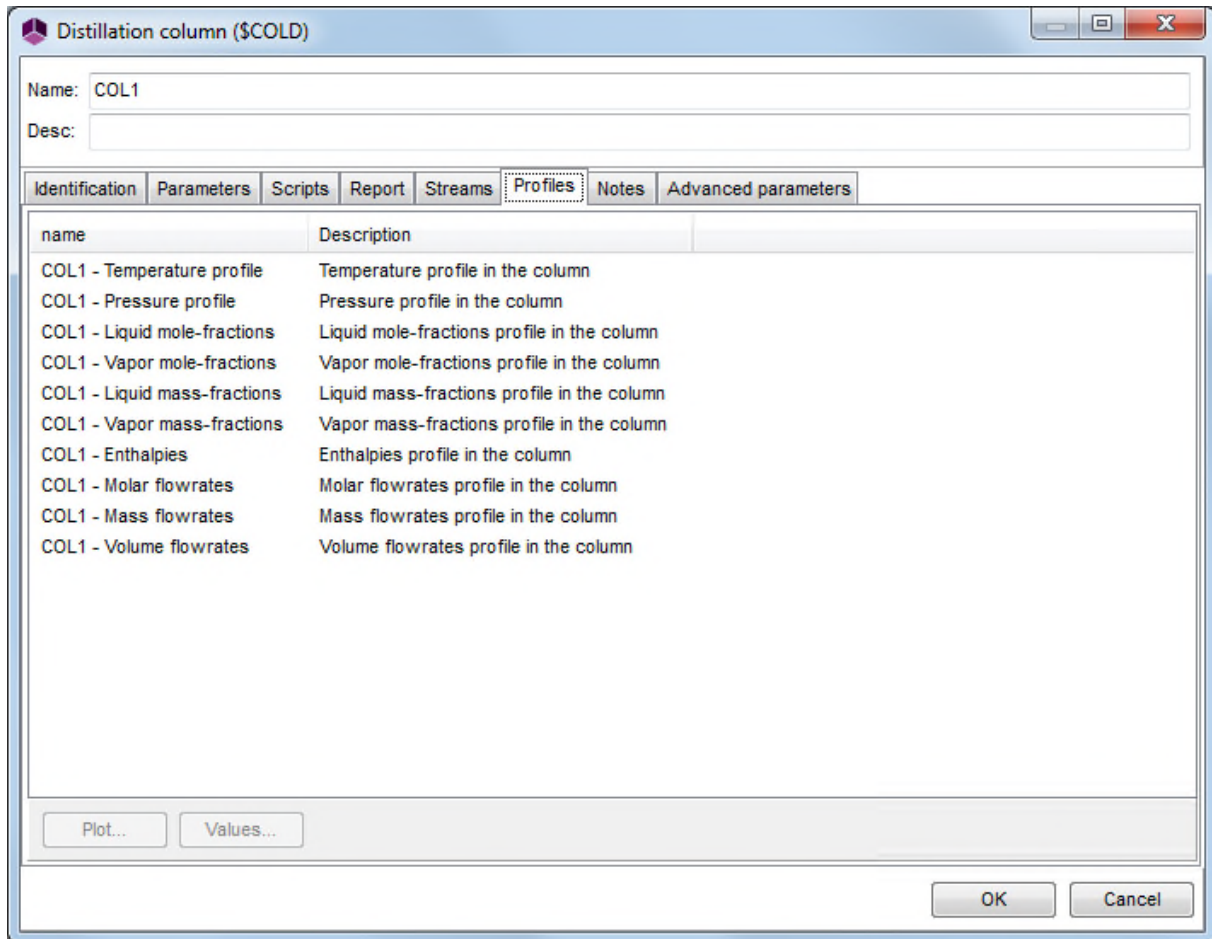 Distillation column ($COLD)
Name: COL1
Desc:
Identification Parameters Scripts Report Streams Profiles Notes Advanced parameters
name Description
COL1 - Temperature profile Temperature profile in the column
COL1 - Pressure profile Pressure profile in the column
COL1 - Liquid mole-fractions Liquid mole-fractions profile in the column
COL1 - Vapor mole-fractions Vapor mole-fractions profile in the column
COL1 - Liquid mass-fractions Liquid mass-fractions profile in the column
COL1 - Vapor mass-fractions Vapor mass-fractions profile in the column
COL1 - Enthalpies Enthalpies profile in the column
COL1 - Molar flowrates Molar flowrates profile in the column
COL1 - Mass flowrates Mass flowrates profile in the column
COL1 - Volume flowrates Volume flowrates profile in the column
Plot... Values...
OK Cancel